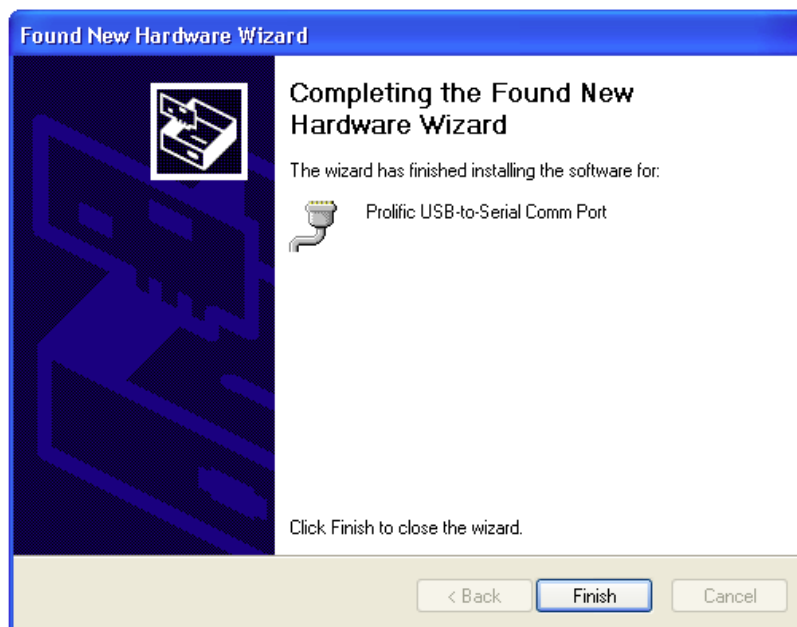 Found New Hardware Wizard
Completing the Found New
Hardware Wizard
The wizard has finished installing the software for:
Prolific USB-to-Serial Comm Port
Click Finish to close the wizard.
< Back Finish Cancel